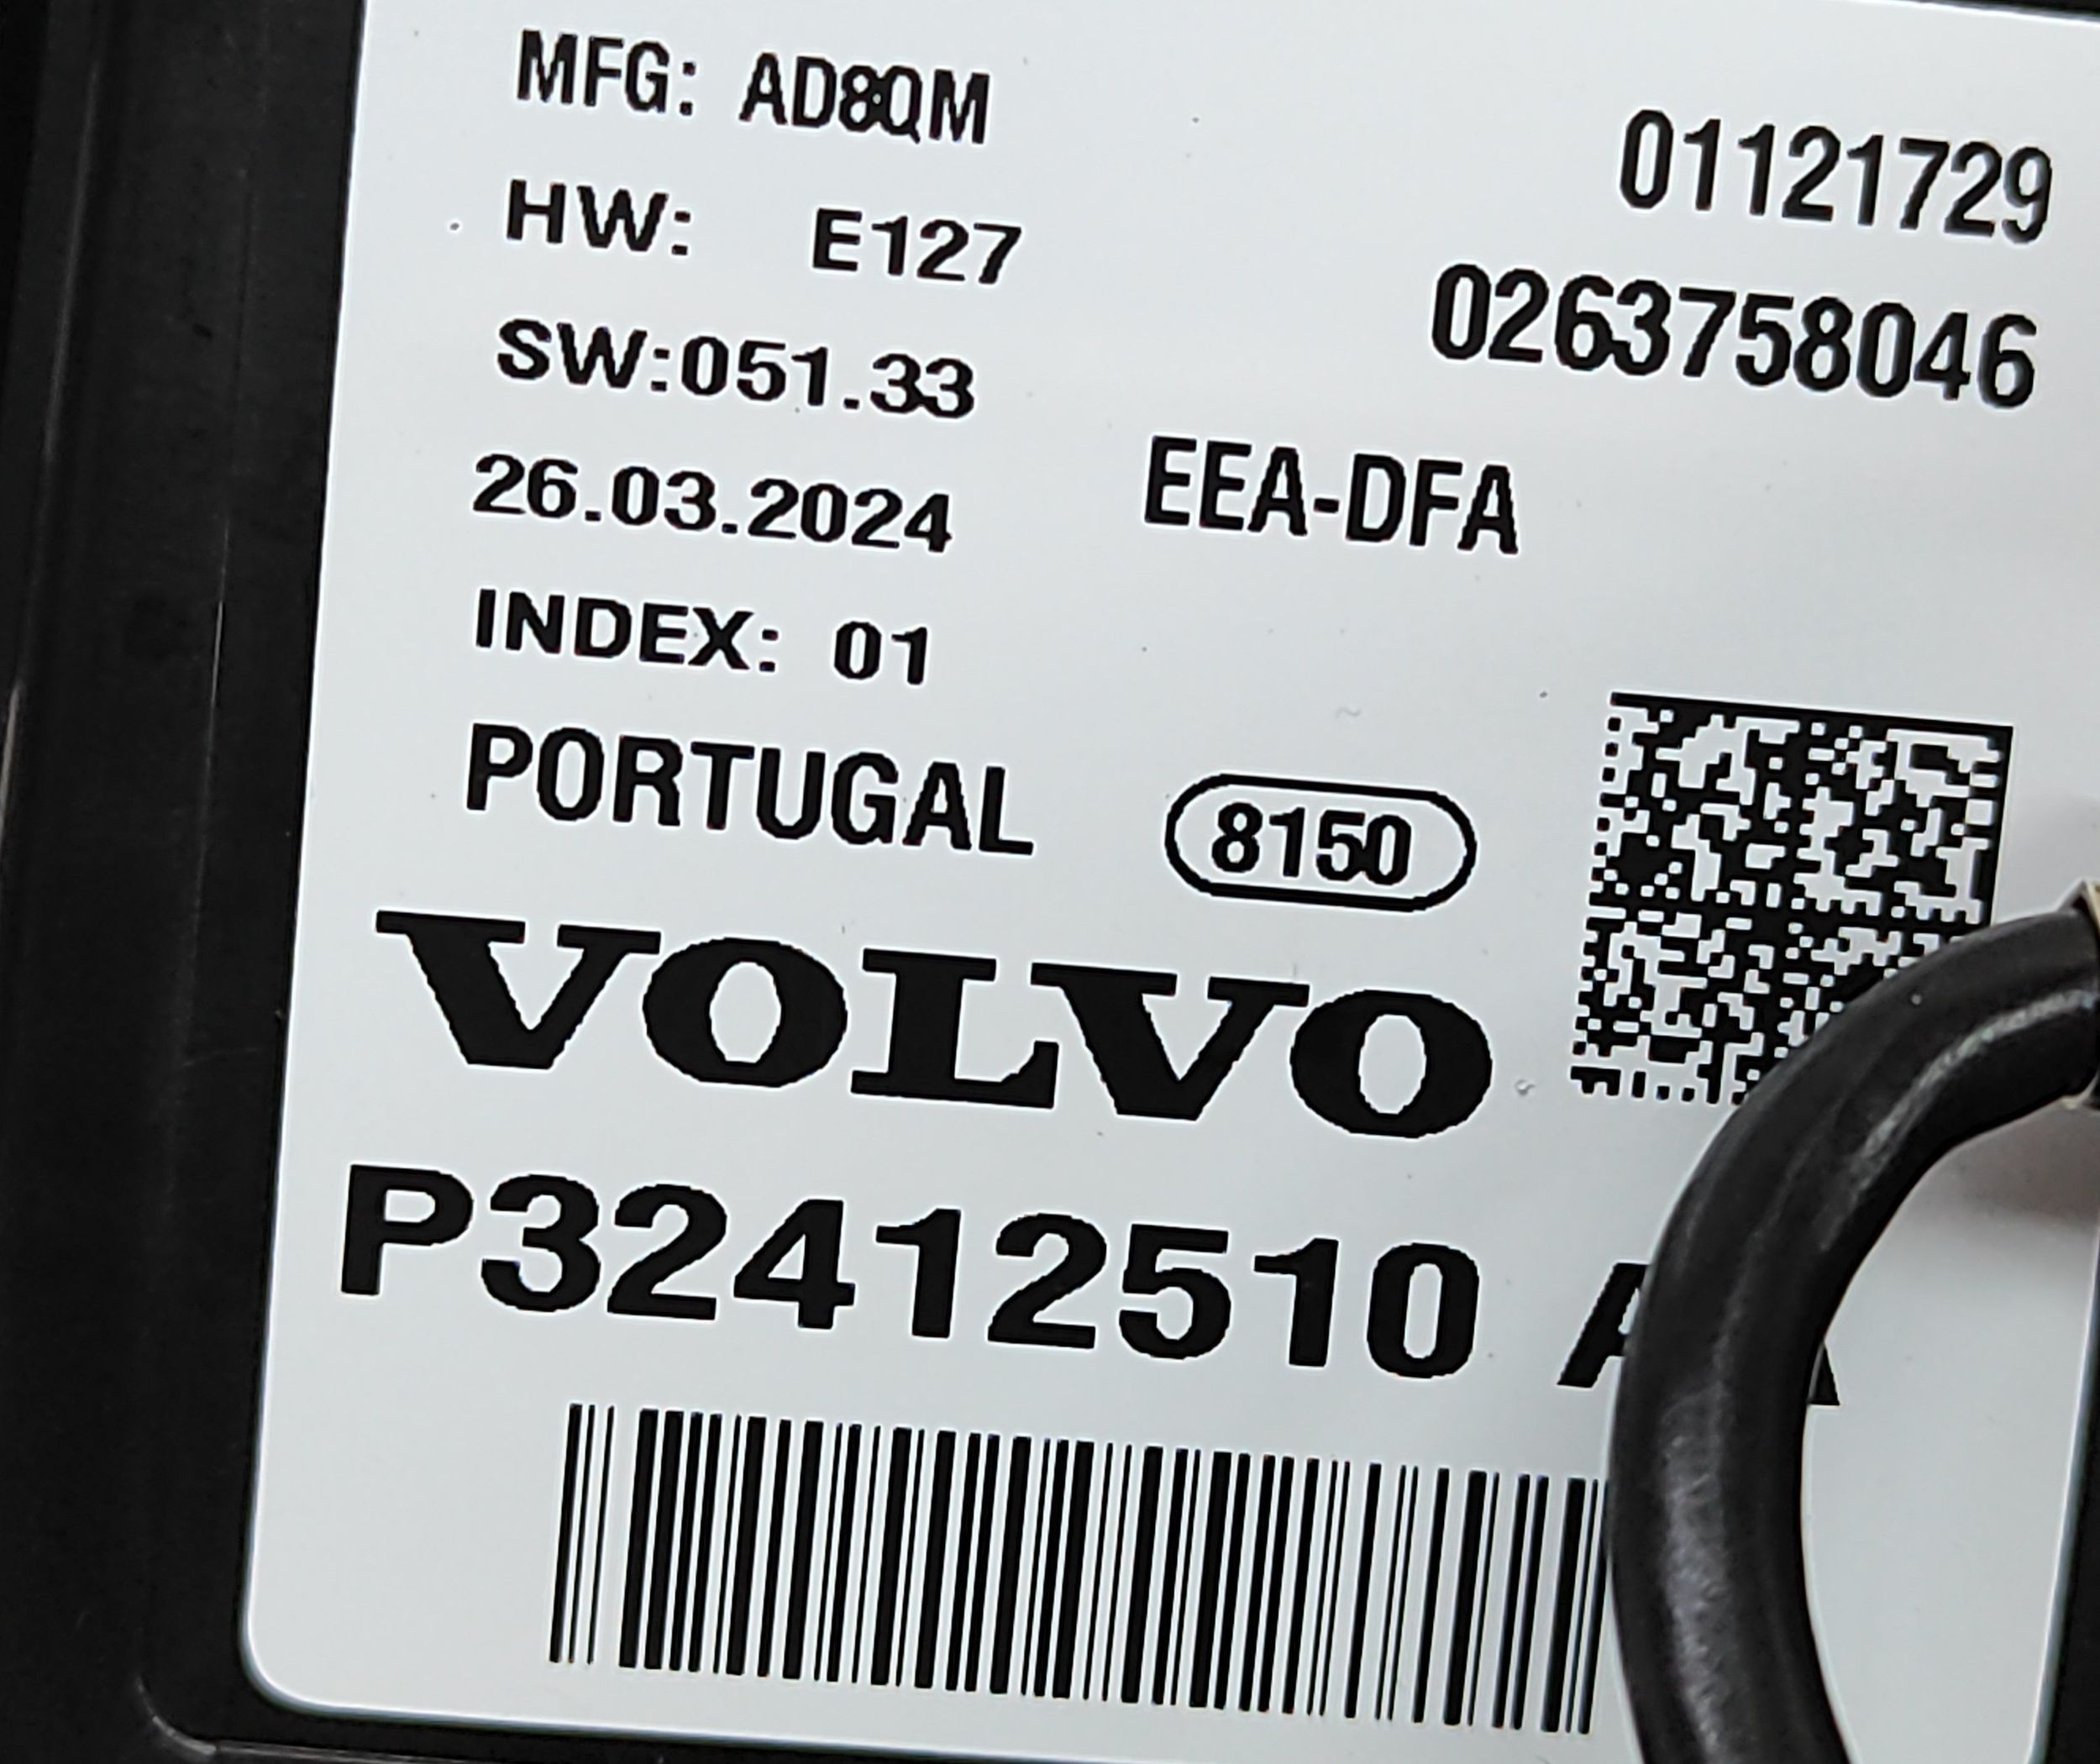 MFG: AD8QM
01121729
HW: E127
0263758046
SW:051.33
26.03.2024
EEA-DFA
INDEX: 01
PORTUGAL
8150
VOLVO
P32412510